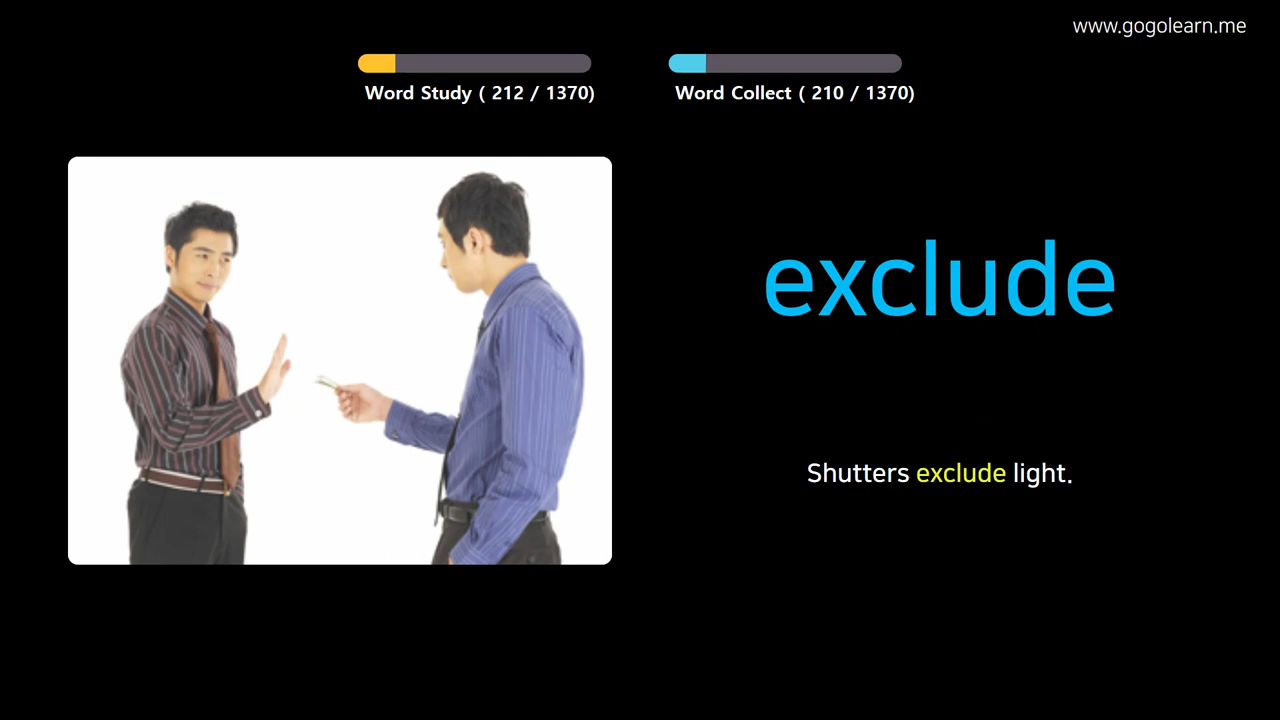 www.gogolearn.me
Word Study ( 212 / 1370)
Word Collect ( 210 / 1370)
exclude
Shutters exclude light.